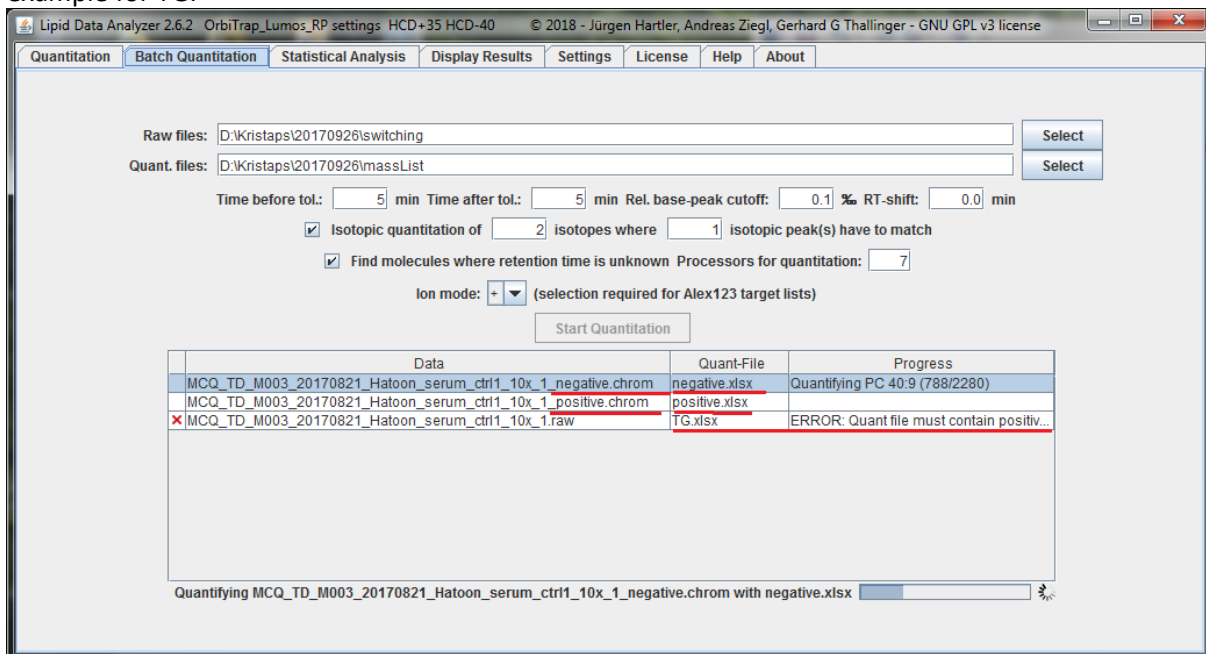 example for TG.
Lipid Data Analyzer 2.6.2 OrbiTrap_Lumos_RP settings HCD+35 HCD-40 © 2018 - Jürgen Hartler, Andreas Ziegl, Gerhard G Thallinger - GNU GPL v3 license
Quantitation Batch Quantitation Statistical Analysis Display Results Settings License Help About
Raw files: D:\Kristaps\20170926\switching Select
Quant. files: D:\Kristaps\20170926\massList Select
Time before tol.: 5 min Time after tol.: 5 min Rel. base-peak cutoff: 0.1 ‰ RT-shift: 0.0 min
Isotopic quantitation of 2 isotopes where 1 isotopic peak(s) have to match
Find molecules where retention time is unknown Processors for quantitation: 7
Ion mode: + (selection required for Alex123 target lists)
Start Quantitation
Data Quant-File Progress
MCQ_TD_M003_20170821_Hatoon_serum_ctrl1_10x_1_negative.chrom negative.xlsx Quantifying PC 40:9 (788/2280)
MCQ_TD_M003_20170821_Hatoon_serum_ctrl1_10x_1_positive.chrom positive.xlsx
MCQ_TD_M003_20170821_Hatoon_serum_ctrl1_10x_1.raw TG.xlsx ERROR: Quant file must contain positiv...
Quantifying MCQ_TD_M003_20170821_Hatoon_serum_ctrl1_10x_1_negative.chrom with negative.xlsx